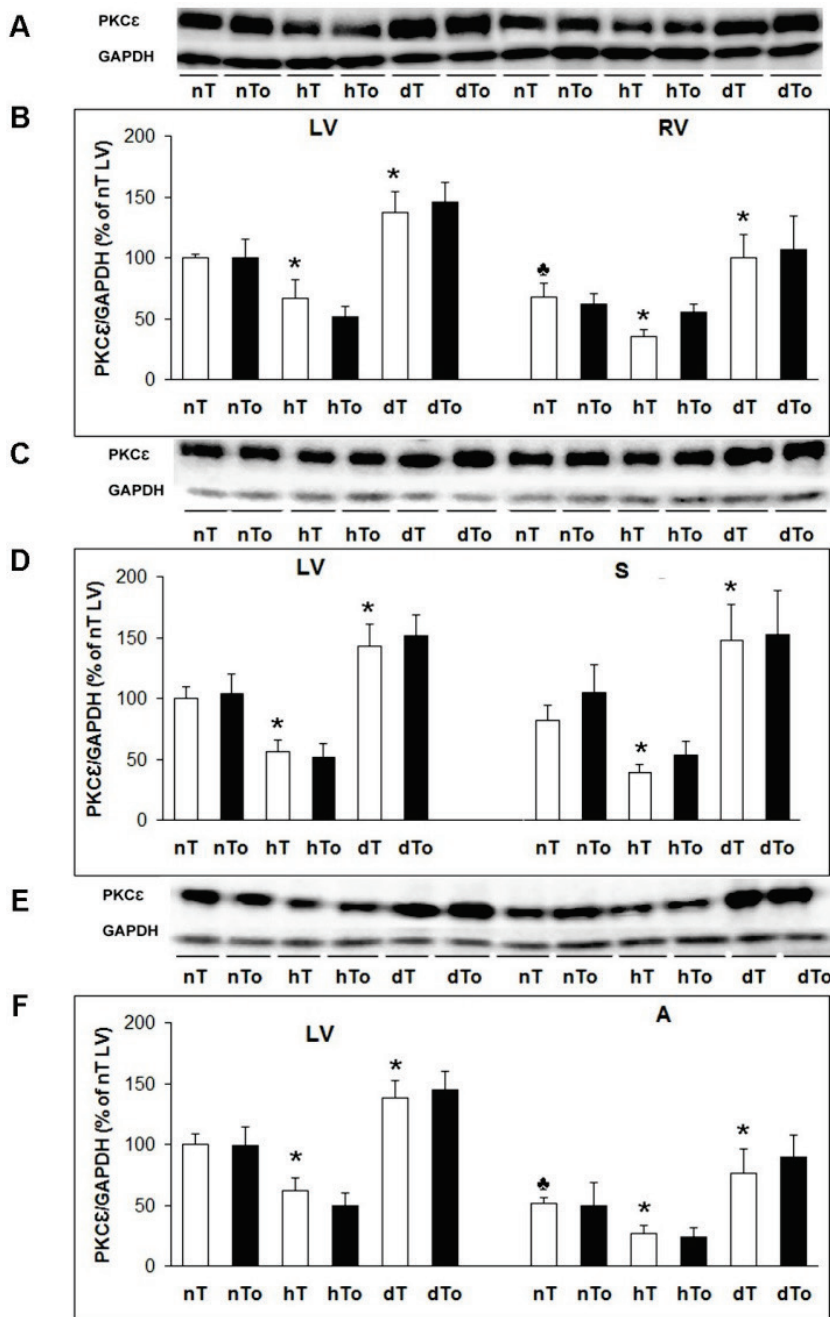 A
PKCε
GAPDH
nT nTo hT hTo dT dTo nT nTo hT hTo dT dTo
B
LV RV
PKCε/GAPDH (% of nT LV)
200
150
100
50
0
* * ♣ * *
nT nTo hT hTo dT dTo nT nTo hT hTo dT dTo
C
PKCε
GAPDH
nT nTo hT hTo dT dTo nT nTo hT hTo dT dTo
D
LV S
PKCε/GAPDH (% of nT LV)
200
150
100
50
0
* * * *
nT nTo hT hTo dT dTo nT nTo hT hTo dT dTo
E
PKCε
GAPDH
nT nTo hT hTo dT dTo nT nTo hT hTo dT dTo
F
LV A
PKCε/GAPDH (% of nT LV)
200
150
100
50
0
* * ♣ * *
nT nTo hT hTo dT dTo nT nTo hT hTo dT dTo